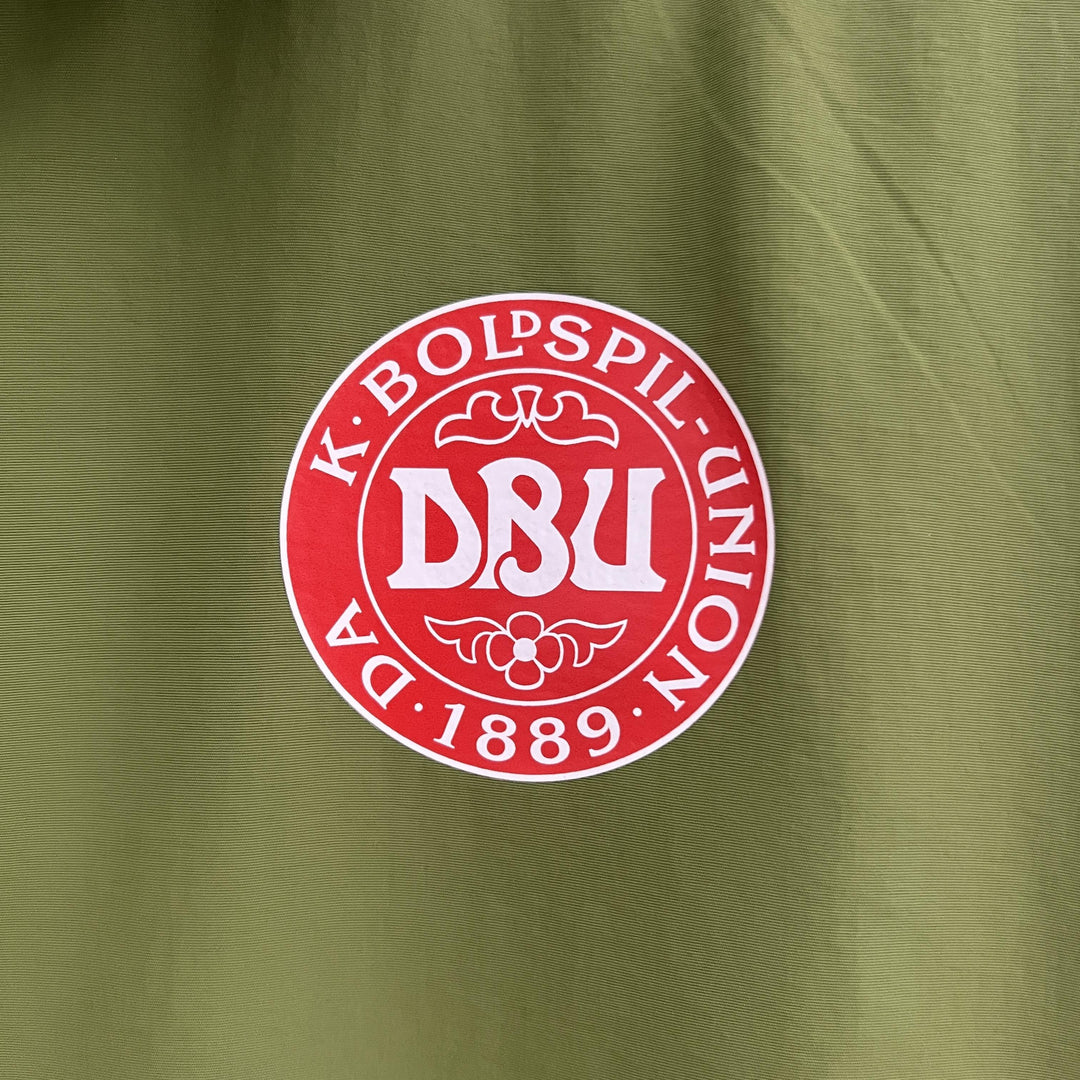 DA K· BOLDSPIL-UNION
DBU
·1889·